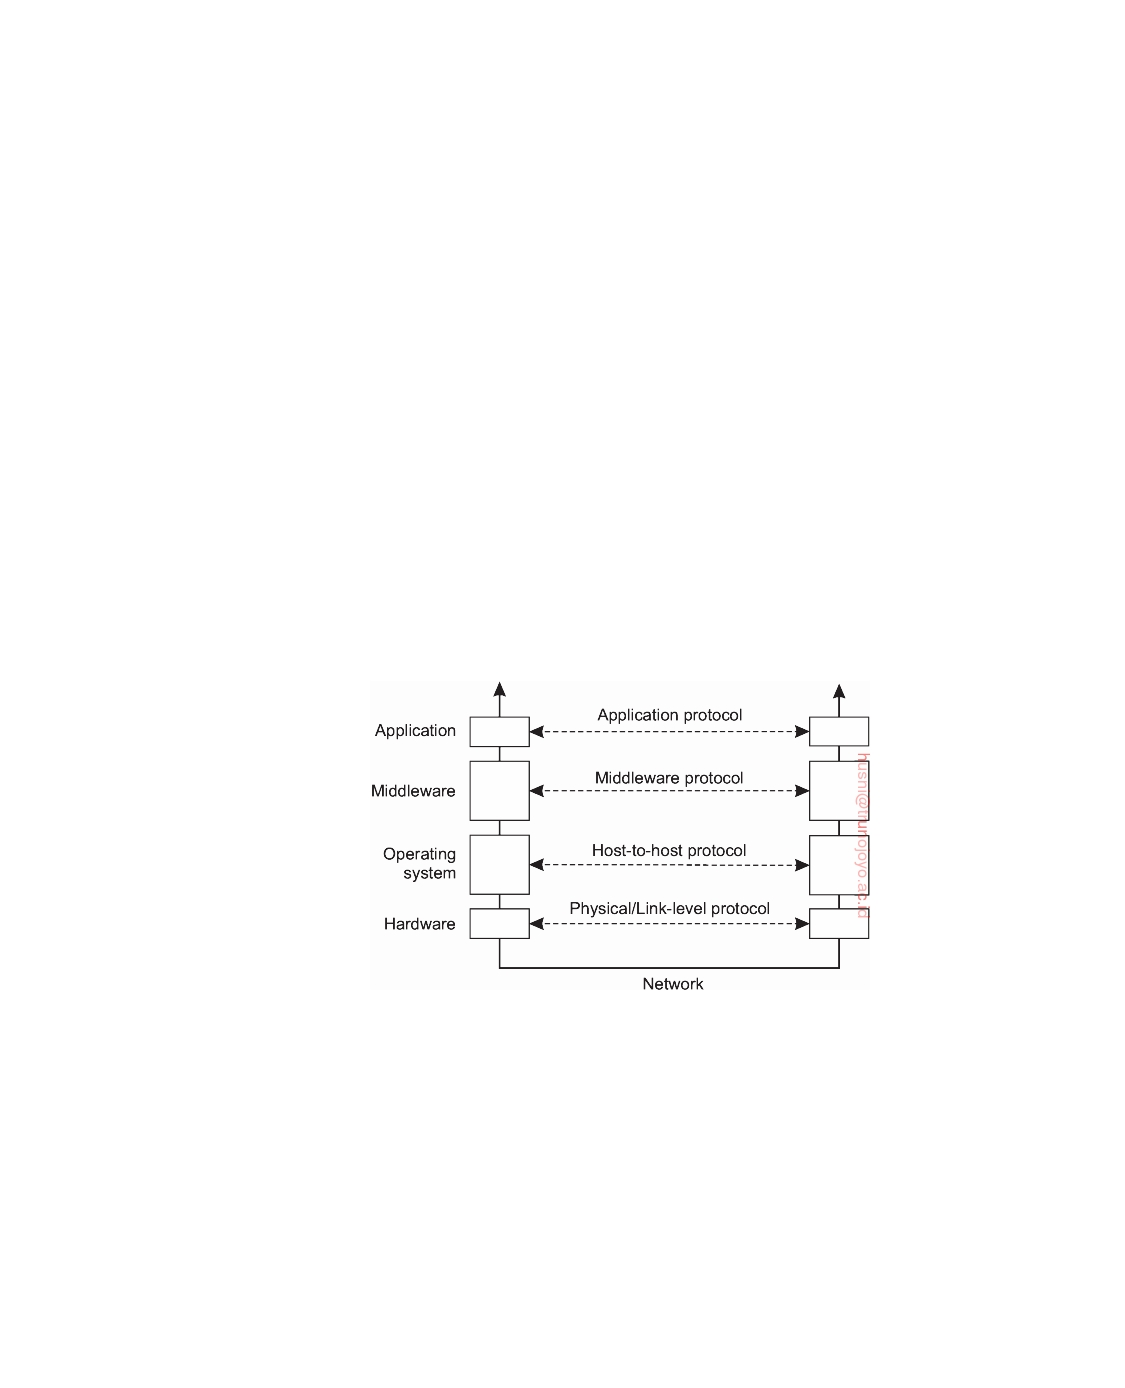 Application protocol
Application
Middleware protocol
Middleware
Host-to-host protocol
Operating
system
Physical/Link-level protocol
Hardware
Network
husni@trunojoyo.ac.id